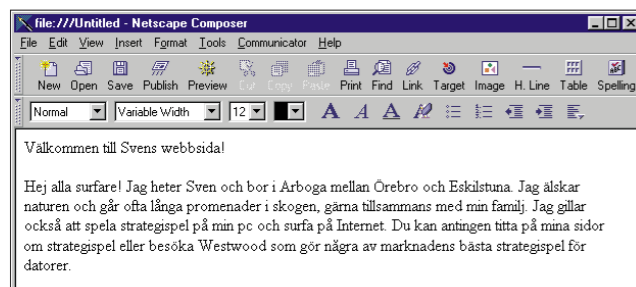 file:///Untitled - Netscape Composer
File Edit View Insert Format Tools Communicator Help
New Open Save Publish Preview Cut Copy Paste Print Find Link Target Image H. Line Table Spelling
Normal Variable Width 12 A A A
Välkommen till Svens webbsida!
Hej alla surfare! Jag heter Sven och bor i Arboga mellan Örebro och Eskilstuna. Jag älskar
naturen och går ofta långa promenader i skogen, gärna tillsammans med min familj. Jag gillar
också att spela strategispel på min pc och surfa på Internet. Du kan antingen titta på mina sidor
om strategispel eller besöka Westwood som gör några av marknadens bästa strategispel för
datorer.